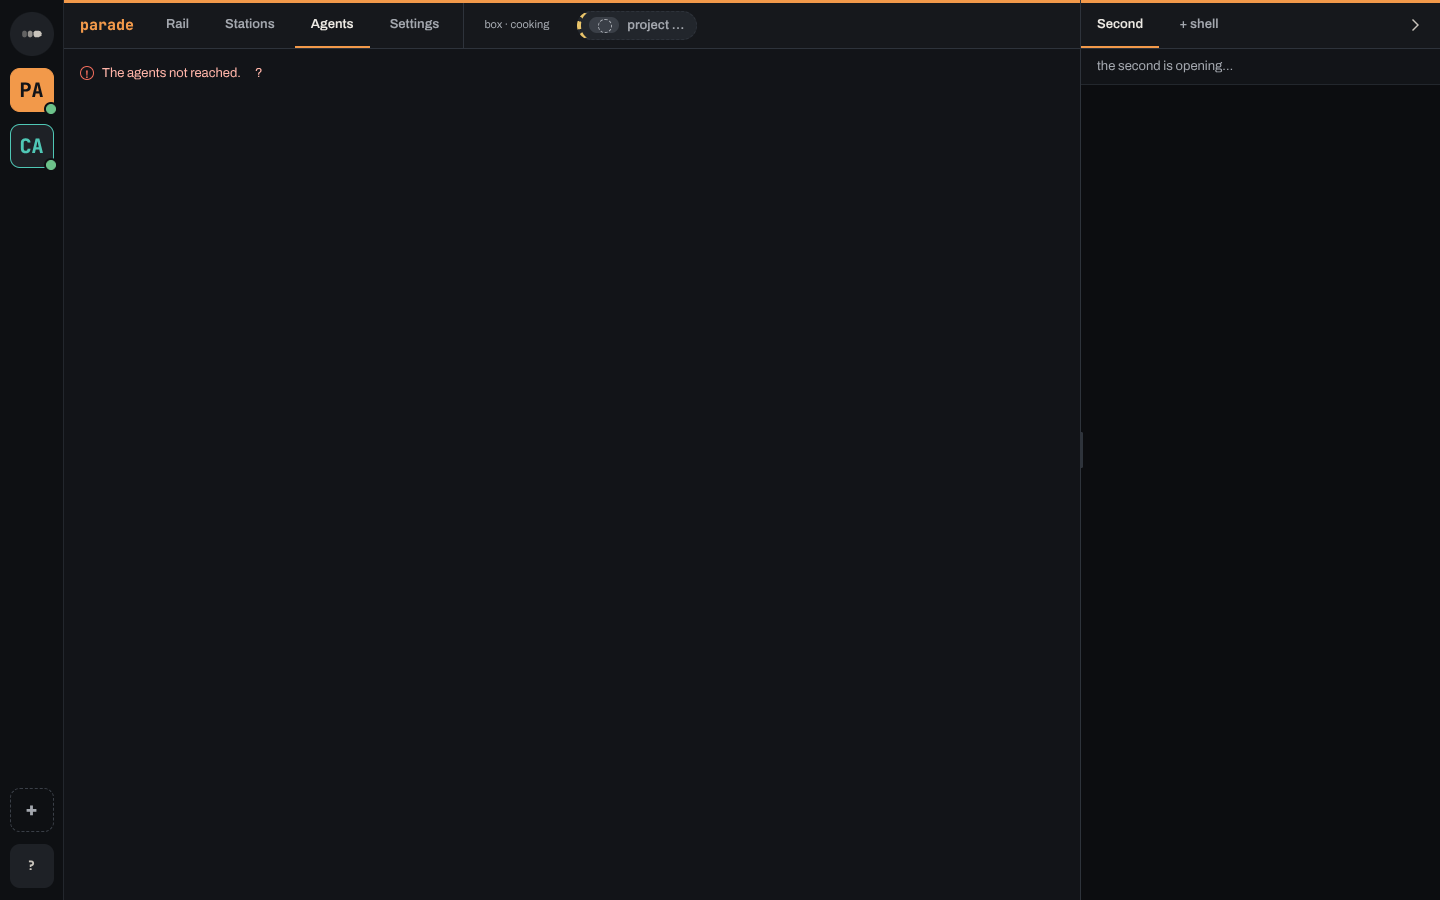 parade Rail Stations Agents Settings box · cooking project ... Second + shell
PA
The agents not reached. ?
the second is opening...
CA
+
?